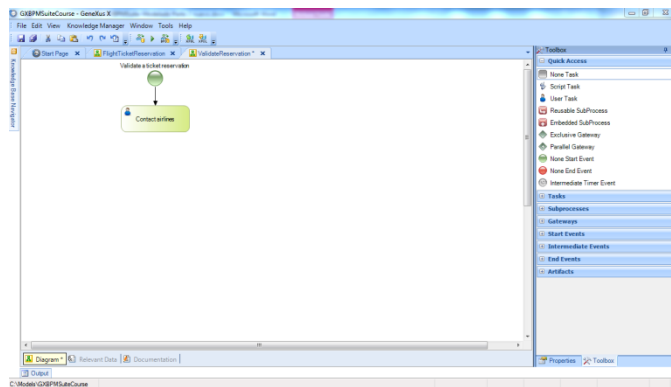 GXBPMSuiteCourse - GeneXus X
File Edit View Knowledge Manager Window Tools Help
Start Page
FlightTicketReservation
ValidateReservation *
Knowledge Base Navigator
Validate a ticket reservation
Contact airlines
Toolbox
Quick Access
None Task
Script Task
User Task
Reusable SubProcess
Embedded SubProcess
Exclusive Gateway
Parallel Gateway
None Start Event
None End Event
Intermediate Timer Event
Tasks
Subprocesses
Gateways
Start Events
Intermediate Events
End Events
Artifacts
Diagram * Relevant Data Documentation
Properties Toolbox
Output
C:\Models\GXBPMSuiteCourse